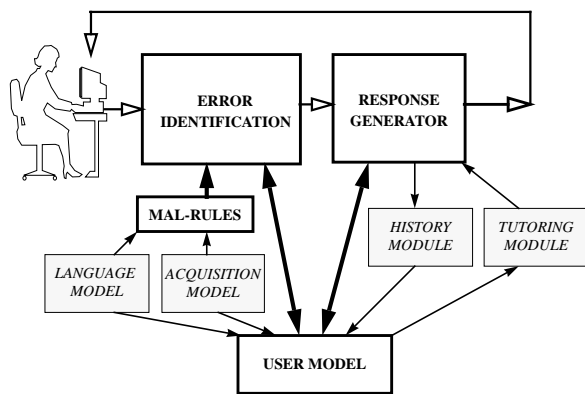 ERROR
IDENTIFICATION
RESPONSE
GENERATOR
MAL-RULES
LANGUAGE
MODEL
ACQUISITION
MODEL
HISTORY
MODULE
TUTORING
MODULE
USER MODEL